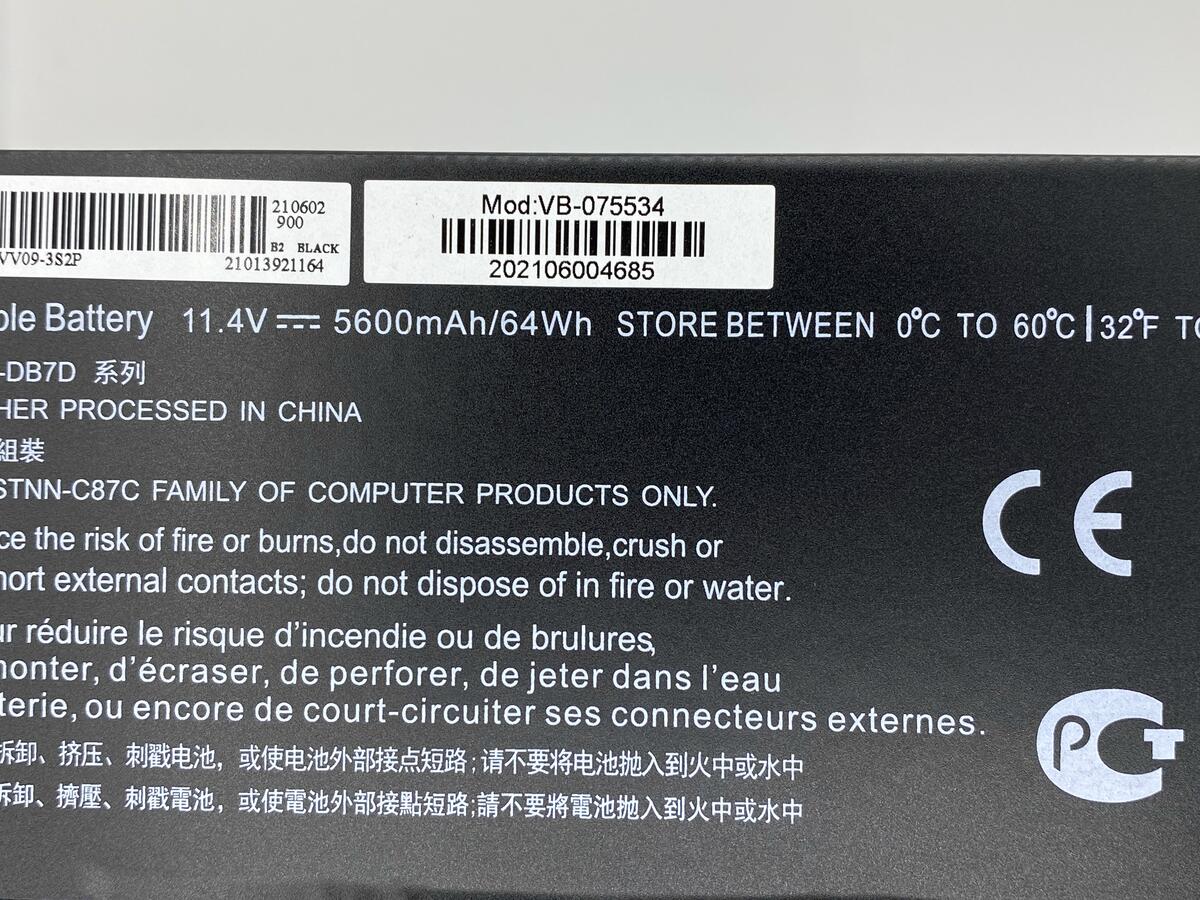 210602
900
B2 BLACK
VV09-3S2P
21013921164
Mod:VB-075534
202106004685
ble Battery 11.4V 5600mAh/64Wh STORE BETWEEN 0°C TO 60°C|32°F TO
-DB7D 系列
HER PROCESSED IN CHINA
組裝
STNN-C87C FAMILY OF COMPUTER PRODUCTS ONLY.
ce the risk of fire or burns,do not disassemble,crush or
hort external contacts; do not dispose of in fire or water.
ur réduire le risque d'incendie ou de brulures,
monter, d'écraser, de perforer, de jeter dans l'eau
terie, ou encore de court-circuiter ses connecteurs externes.
拆卸、挤压、刺戳电池，或使电池外部接点短路;请不要将电池抛入到火中或水中
拆卸、擠壓、刺戳電池，或使電池外部接點短路;請不要將電池抛入到火中或水中
CE
PCT